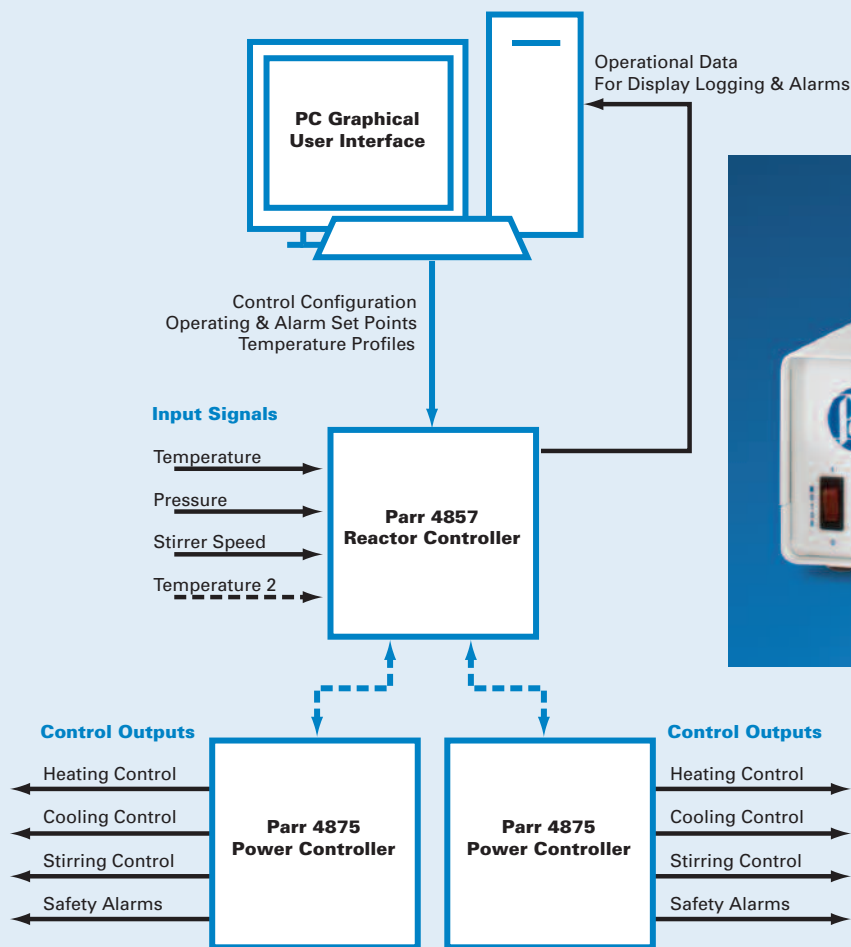 Operational Data
For Display Logging & Alarms
PC Graphical
User Interface
Control Configuration
Operating & Alarm Set Points
Temperature Profiles
Input Signals
Temperature
Pressure
Stirrer Speed
Temperature 2
Parr 4857
Reactor Controller
Control Outputs
Heating Control
Cooling Control
Stirring Control
Safety Alarms
Parr 4875
Power Controller
Parr 4875
Power Controller
Control Outputs
Heating Control
Cooling Control
Stirring Control
Safety Alarms